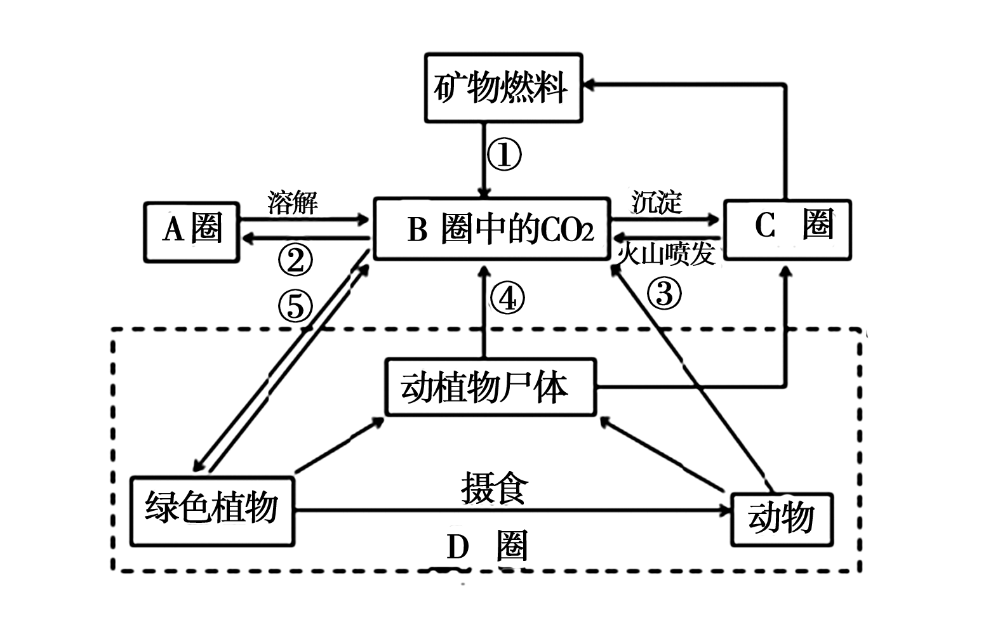 矿物燃料
①
溶解
沉淀
A 圈
B 圈中的CO2
C 圈
②
火山喷发
③
④
⑤
动植物尸体
摄食
绿色植物
动物
D 圈